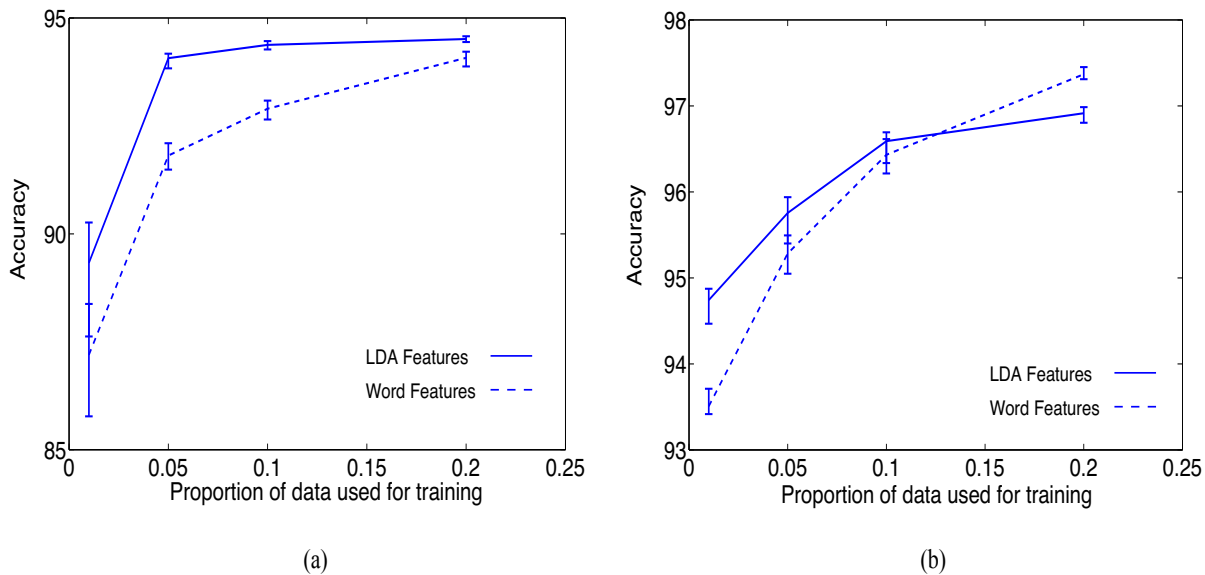 95
90
85
Accuracy
LDA Features
Word Features
0
0.05
0.1
0.15
0.2
0.25
Proportion of data used for training
(a)
98
97
96
95
94
93
Accuracy
LDA Features
Word Features
0
0.05
0.1
0.15
0.2
0.25
Proportion of data used for training
(b)